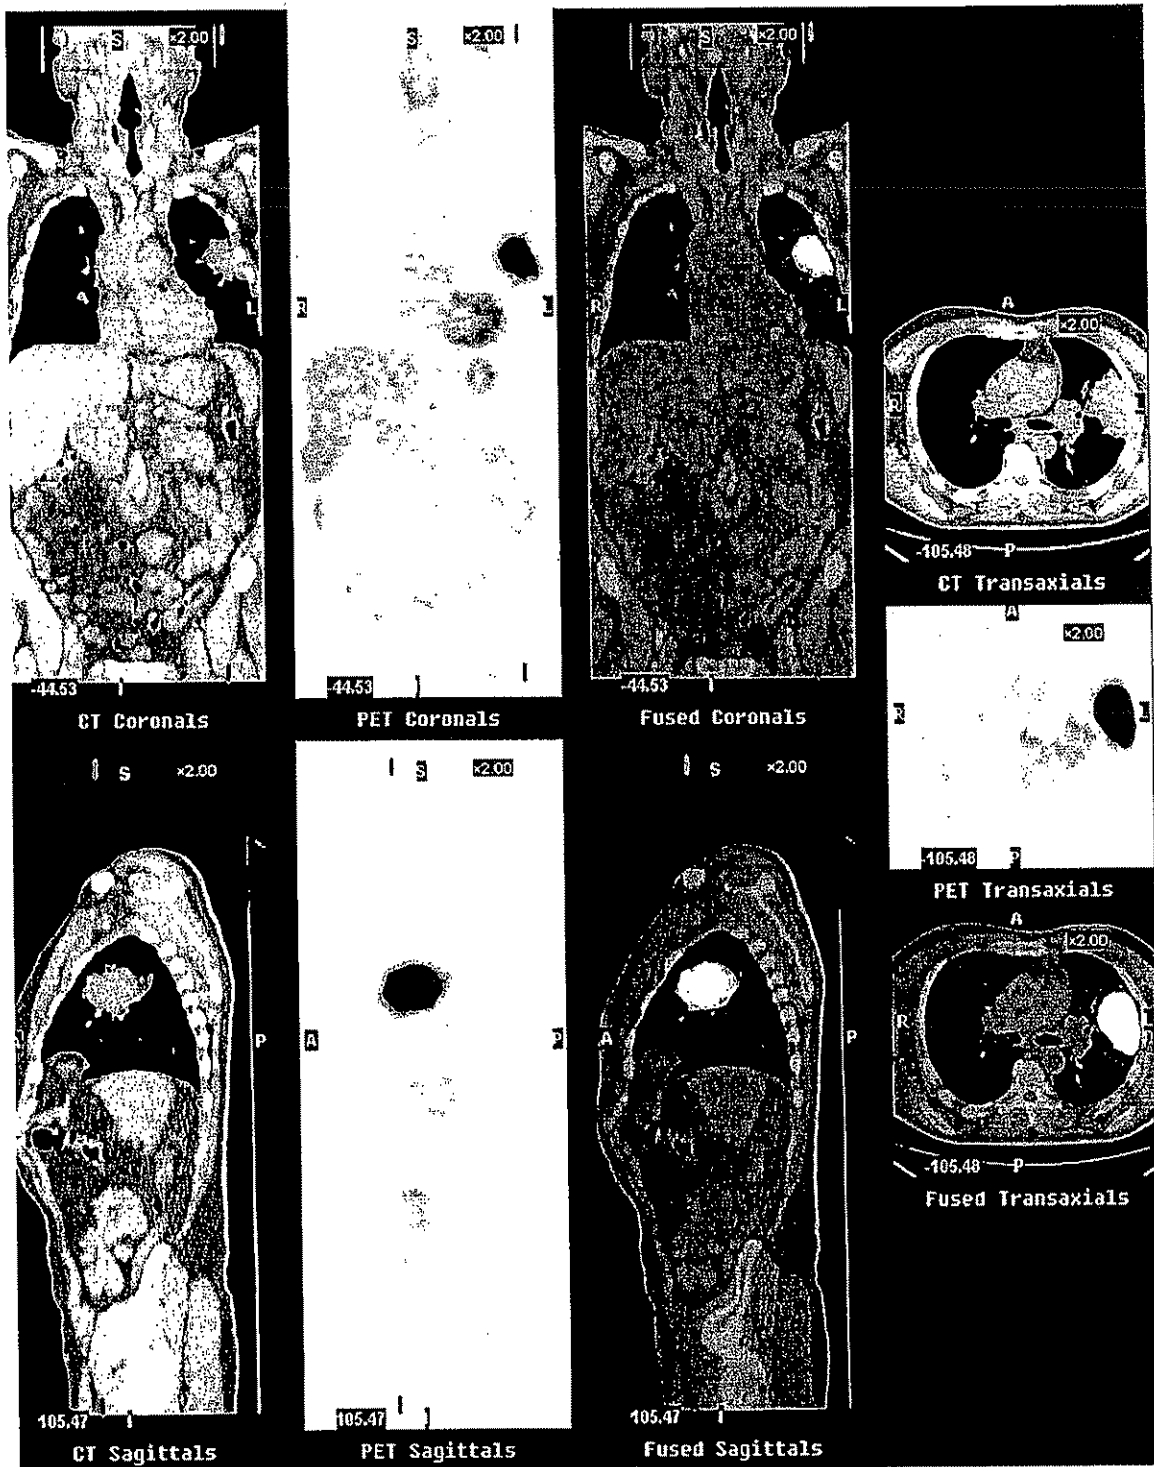 S ×2.00
S ×2.00
S ×2.00
L
R
R
A
×2.00
R
-105.48 P
CT Transaxials
-44.53
-44.53
-44.53
CT Coronals
PET Coronals
Fused Coronals
A
×2.00
R
-105.48 P
PET Transaxials
S ×2.00
S ×2.00
S ×2.00
A
×2.00
R
P
A
P
A
P
-105.48 P
Fused Transaxials
105.47
105.47
105.47
CT Sagittals
PET Sagittals
Fused Sagittals